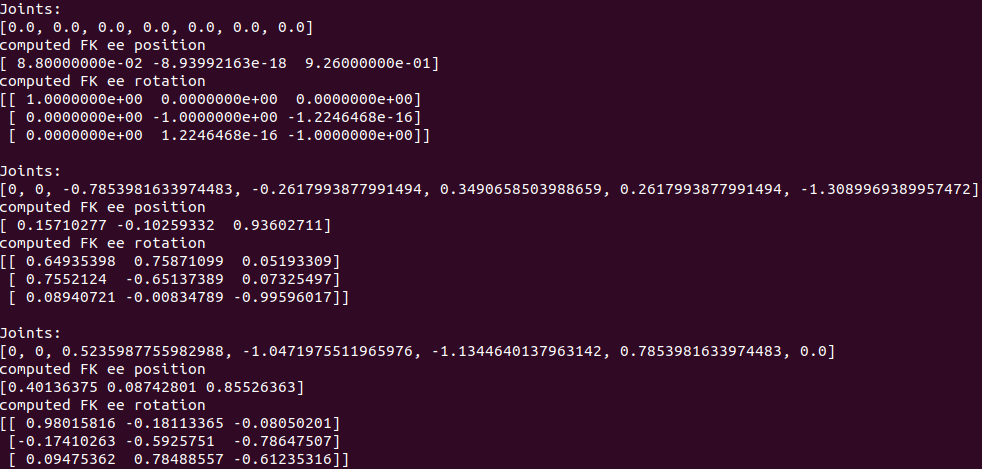 Joints:
[0.0, 0.0, 0.0, 0.0, 0.0, 0.0, 0.0]
computed FK ee position
[ 8.80000000e-02 -8.93992163e-18  9.26000000e-01]
computed FK ee rotation
[[ 1.0000000e+00  0.0000000e+00  0.0000000e+00]
 [ 0.0000000e+00 -1.0000000e+00 -1.2246468e-16]
 [ 0.0000000e+00  1.2246468e-16 -1.0000000e+00]]

Joints:
[0, 0, -0.7853981633974483, -0.2617993877991494, 0.3490658503988659, 0.2617993877991494, -1.3089969389957472]
computed FK ee position
[ 0.15710277 -0.10259332  0.93602711]
computed FK ee rotation
[[ 0.64935398  0.75871099  0.05193309]
 [ 0.7552124  -0.65137389  0.07325497]
 [ 0.08940721 -0.00834789 -0.99596017]]

Joints:
[0, 0, 0.5235987755982988, -1.0471975511965976, -1.1344640137963142, 0.7853981633974483, 0.0]
computed FK ee position
[0.40136375 0.08742801 0.85526363]
computed FK ee rotation
[[ 0.98015816 -0.18113365 -0.08050201]
 [-0.17410263 -0.5925751  -0.78647507]
 [ 0.09475362  0.78488557 -0.61235316]]